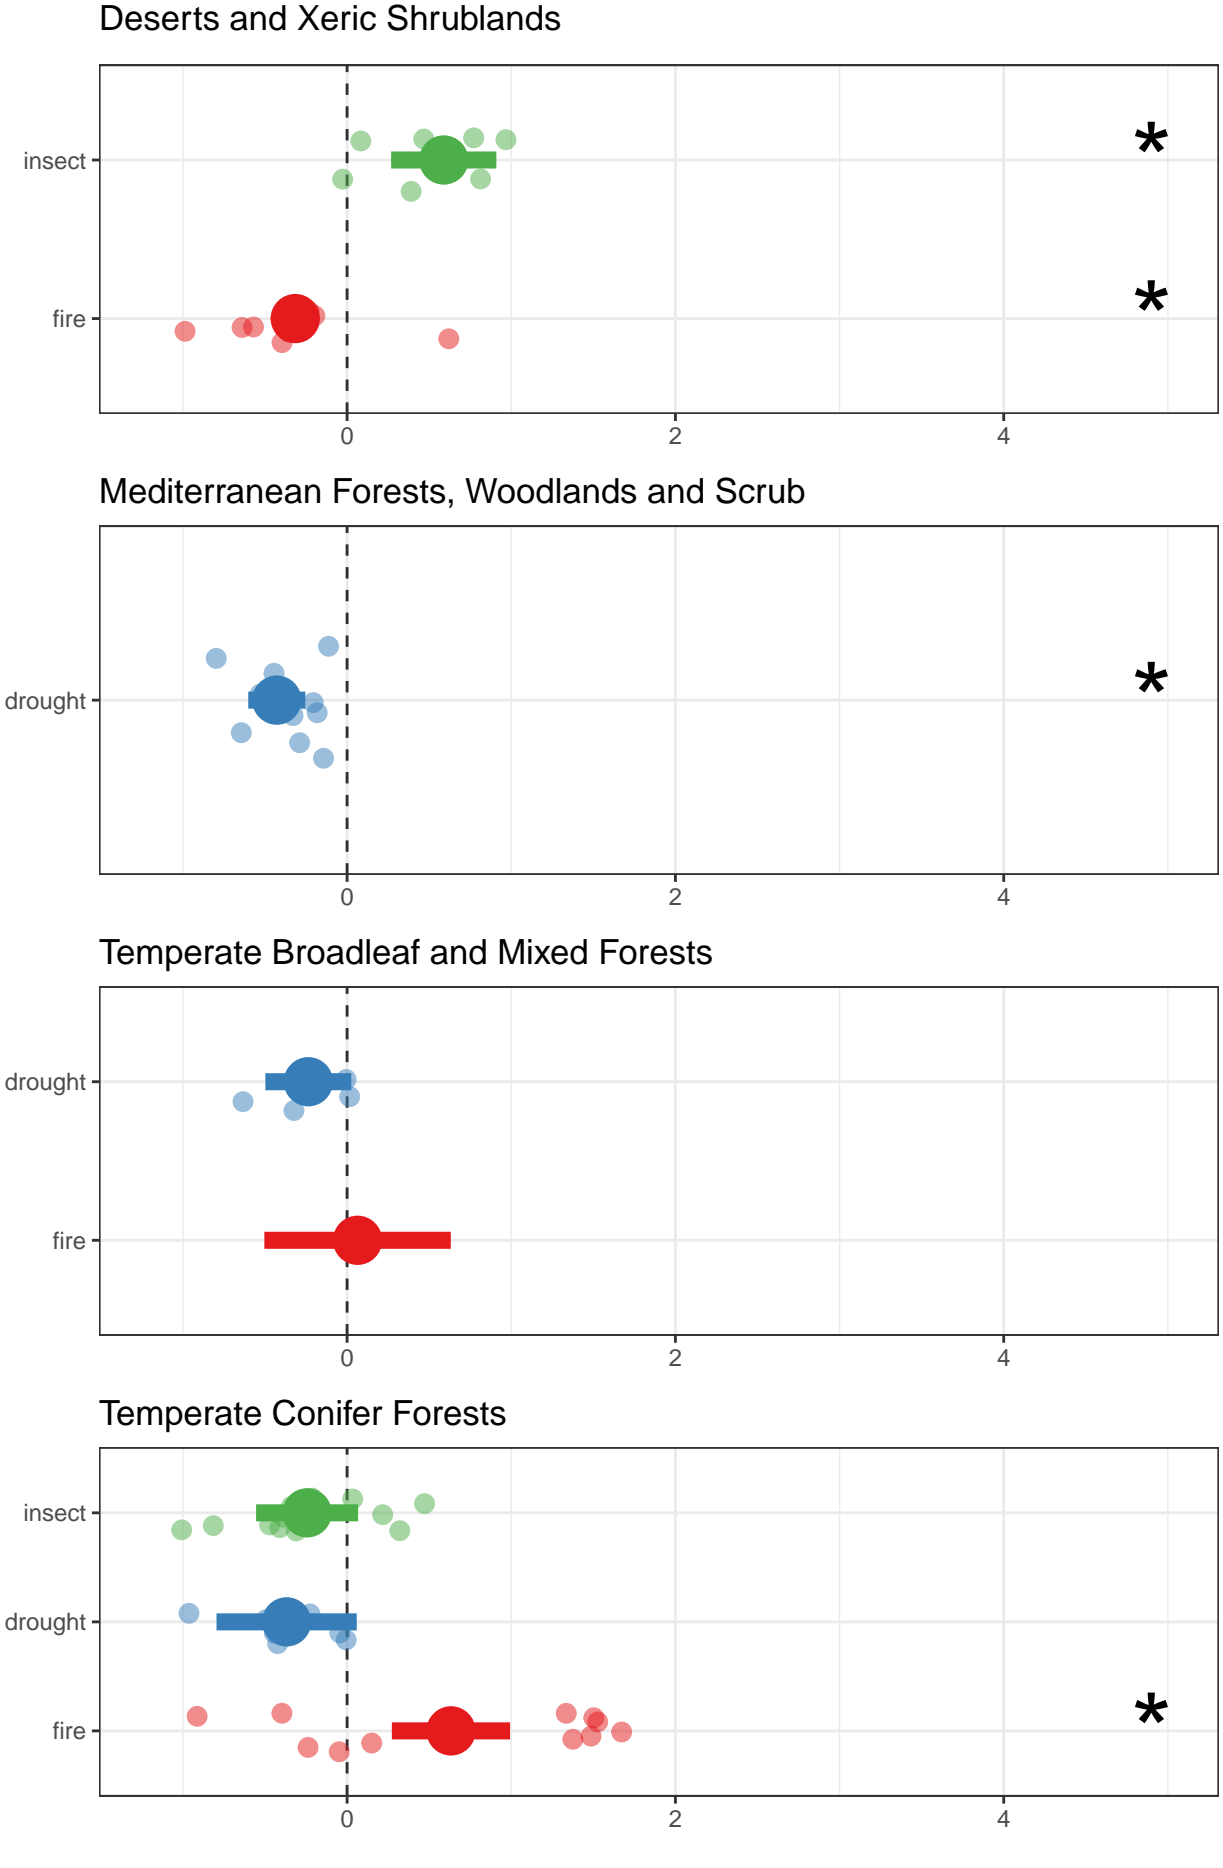 Deserts and Xeric Shrublands
insect
*
fire
*
0 2 4
Mediterranean Forests, Woodlands and Scrub
drought
*
0 2 4
Temperate Broadleaf and Mixed Forests
drought
fire
0 2 4
Temperate Conifer Forests
insect
drought
fire
*
0 2 4